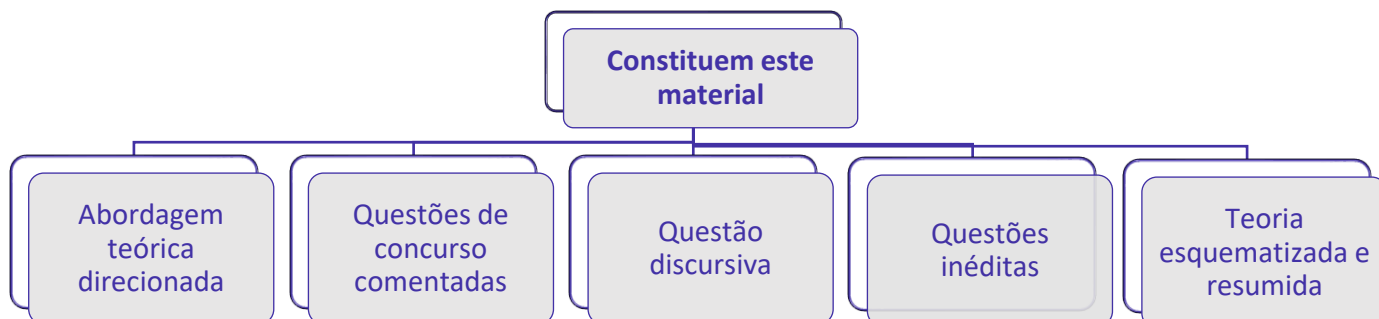 Constituem este
material
Abordagem
teórica
direcionada
Questões de
concurso
comentadas
Questão
discursiva
Questões
inéditas
Teoria
esquematizada e
resumida